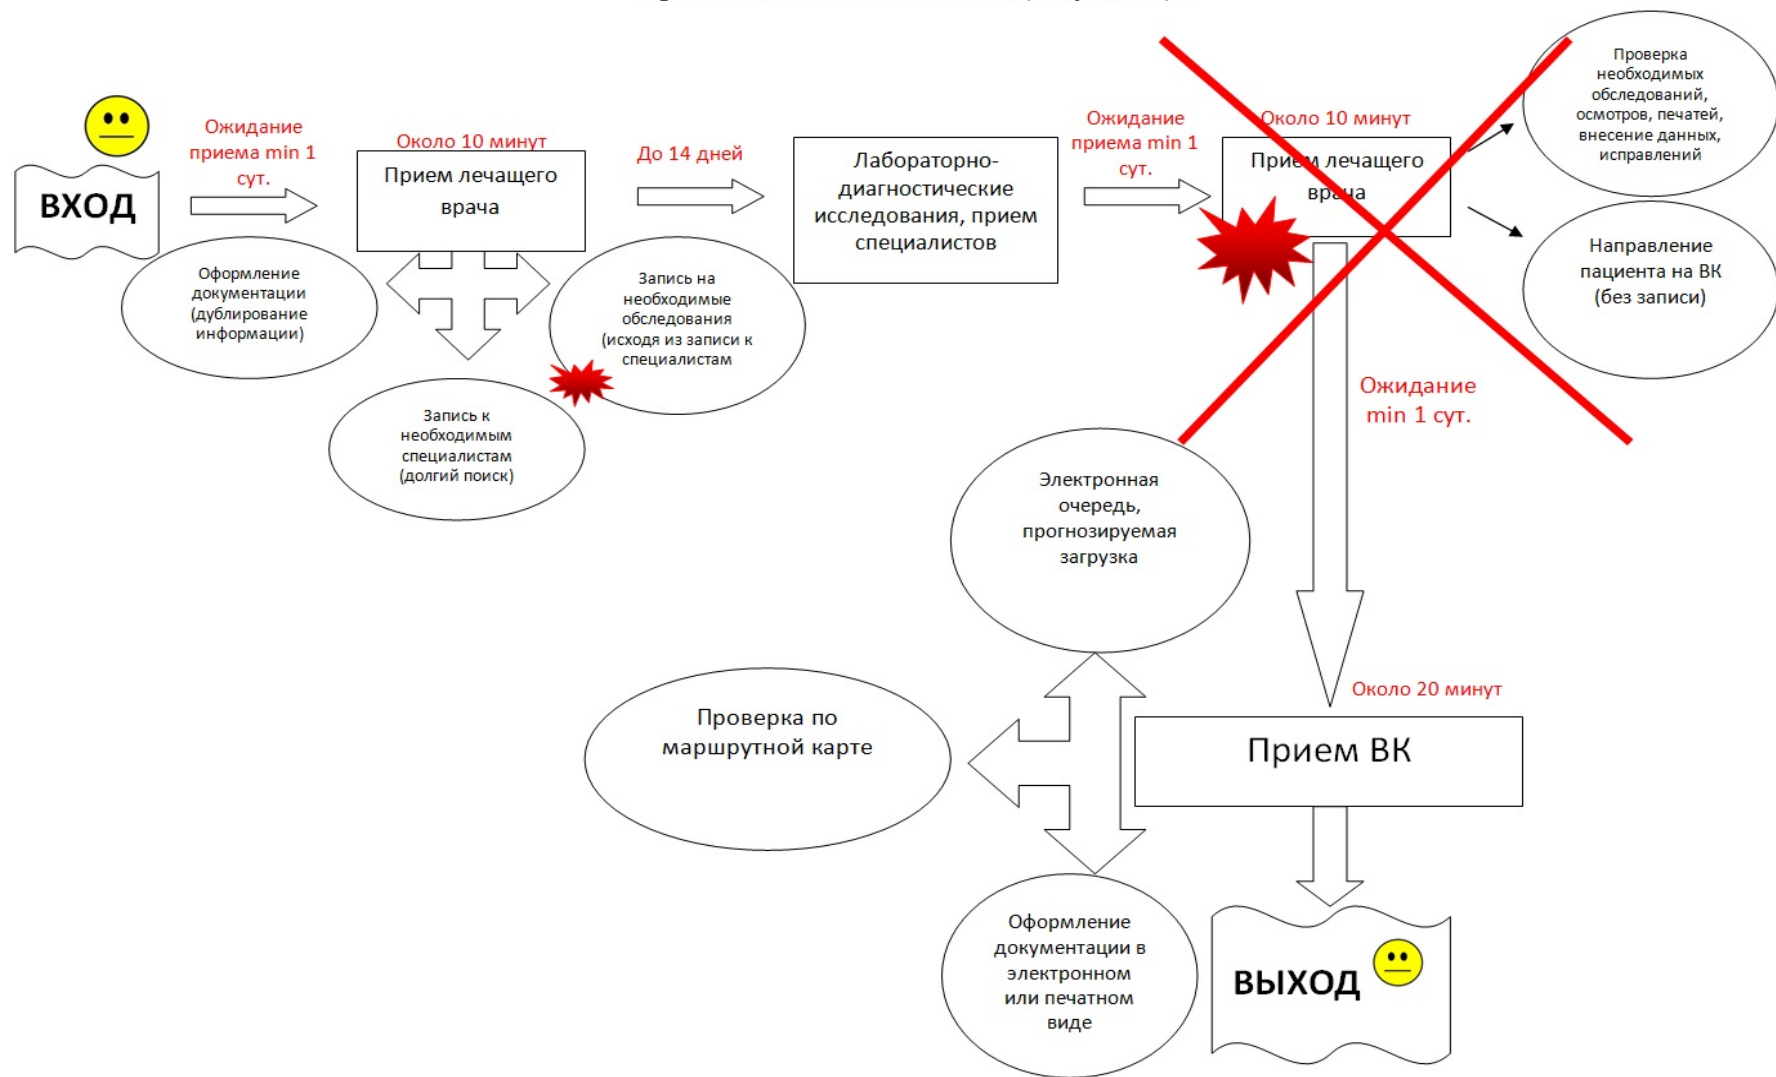 ВХОД
Ожидание
приема min 1
сут.
Около 10 минут
Прием лечащего
врача
До 14 дней
Лабораторно-
диагностические
исследования, прием
специалистов
Ожидание
приема min 1
сут.
Около 10 минут
Прием лечащего
врача
Проверка
необходимых
обследований,
осмотров, печатей,
внесение данных,
исправлений
Направление
пациента на ВК
(без записи)
Оформление
документации
(дублирование
информации)
Запись к
необходимым
специалистам
(долгий поиск)
Запись на
необходимые
обследования
(исходя из записи к
специалистам
Ожидание
min 1 сут.
Электронная
очередь,
прогнозируемая
загрузка
Проверка по
маршрутной карте
Около 20 минут
Прием ВК
Оформление
документации в
электронном
или печатном
виде
ВЫХОД